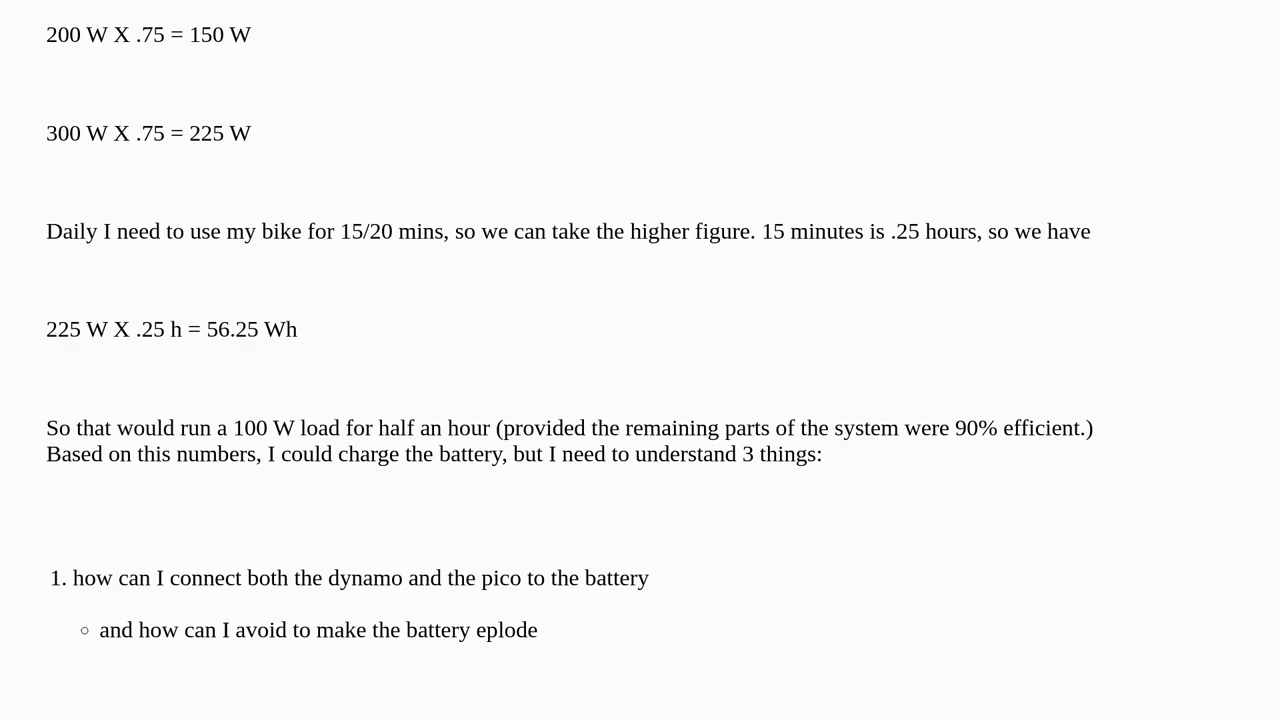 200 W X .75 = 150 W
300 W X .75 = 225 W
Daily I need to use my bike for 15/20 mins, so we can take the higher figure. 15 minutes is .25 hours, so we have
225 W X .25 h = 56.25 Wh
So that would run a 100 W load for half an hour (provided the remaining parts of the system were 90% efficient.)
Based on this numbers, I could charge the battery, but I need to understand 3 things:
1. how can I connect both the dynamo and the pico to the battery
○ and how can I avoid to make the battery eplode